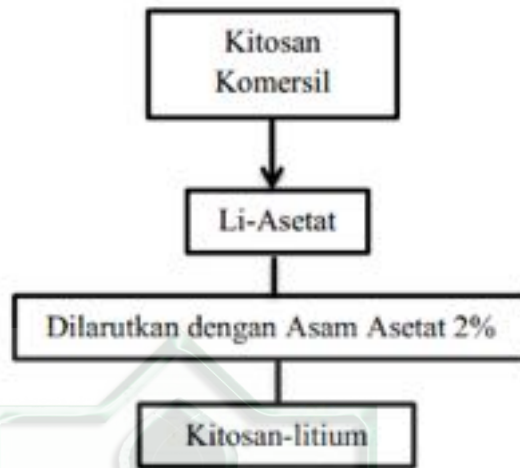 Kitosan
Komersil
Li-Asetat
Dilarutkan dengan Asam Asetat 2%
Kitosan-litium